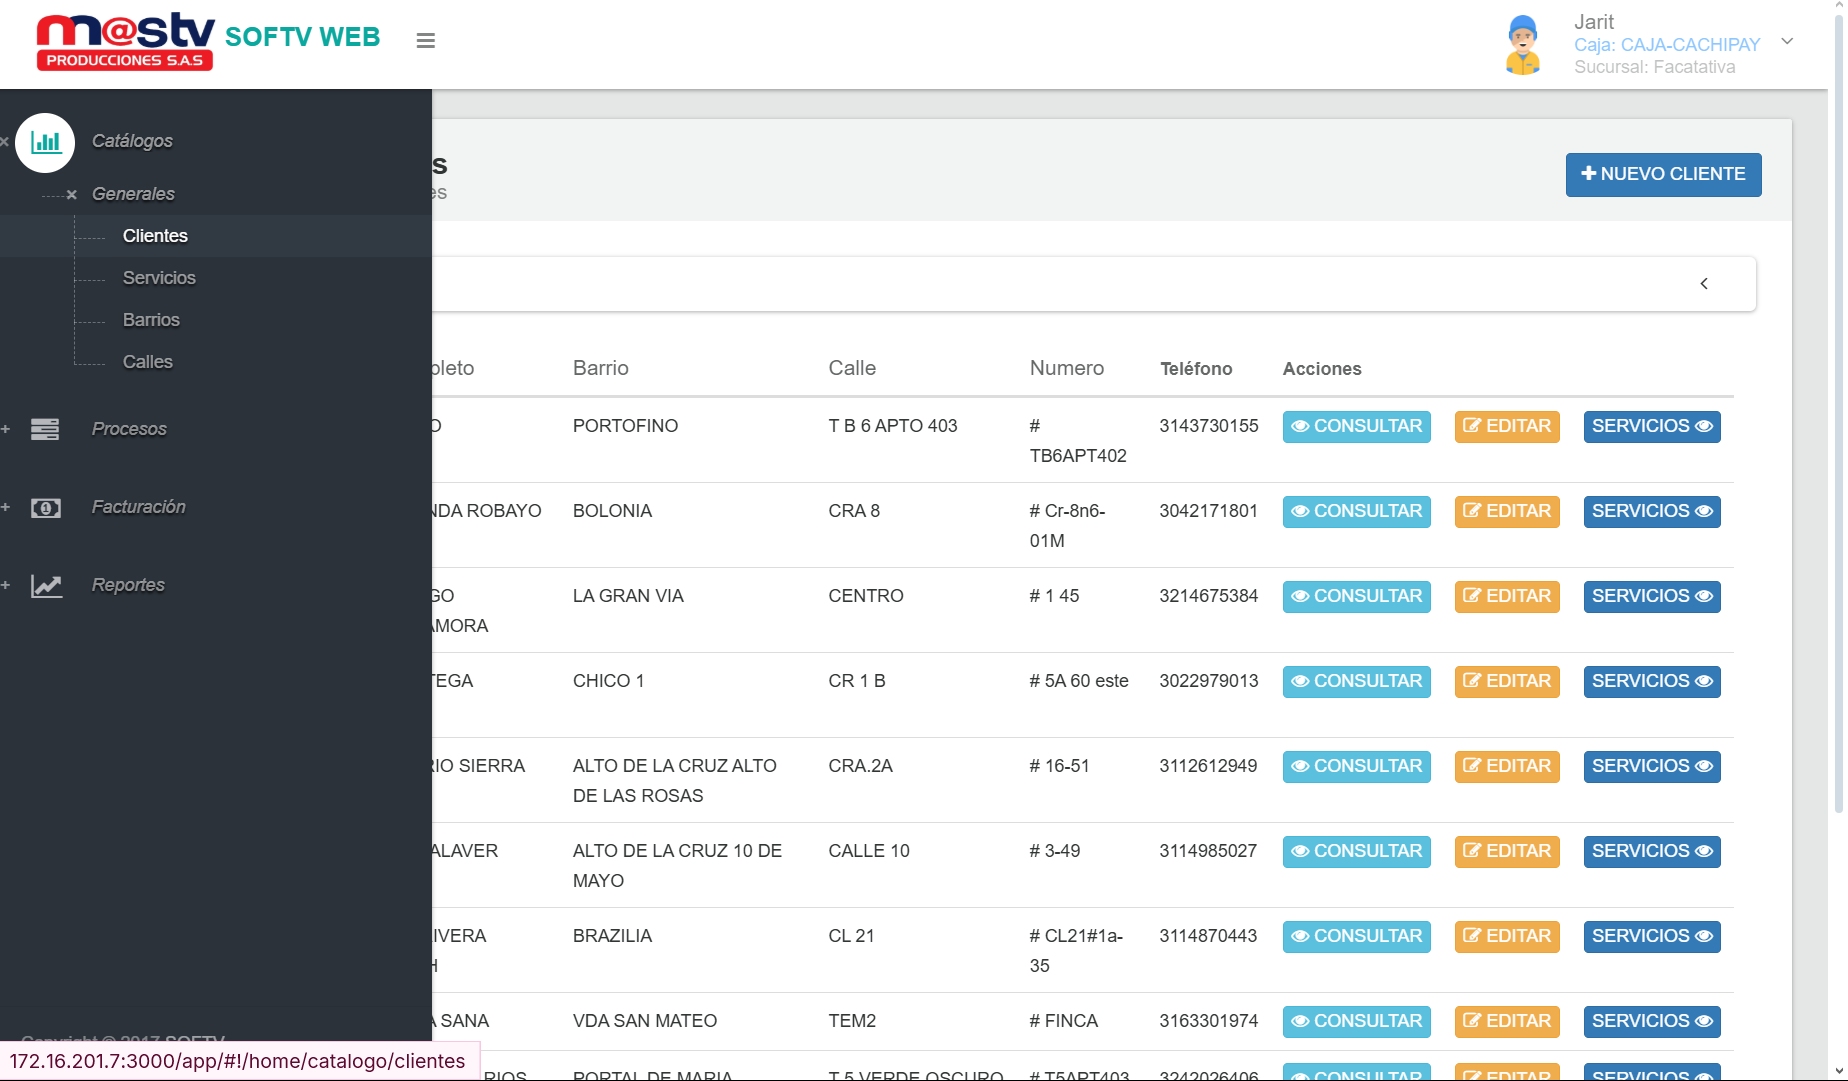 m@stv
PRODUCCIONES S.A.S
SOFTV WEB
Jarit
Caja: CAJA-CACHIPAY
Sucursal: Facatativa
Catálogos
Generales
Clientes
Servicios
Barrios
Calles
Procesos
Facturación
Reportes
s
es
NUEVO CLIENTE
pleto Barrio Calle Numero Teléfono Acciones
O PORTOFINO T B 6 APTO 403 # 3143730155 CONSULTAR EDITAR SERVICIOS
TB6APT402
NDA ROBAYO BOLONIA CRA 8 # Cr-8n6- 3042171801 CONSULTAR EDITAR SERVICIOS
01M
GO LA GRAN VIA CENTRO # 1 45 3214675384 CONSULTAR EDITAR SERVICIOS
AMORA
TEGA CHICO 1 CR 1 B # 5A 60 este 3022979013 CONSULTAR EDITAR SERVICIOS
RIO SIERRA ALTO DE LA CRUZ ALTO CRA.2A # 16-51 3112612949 CONSULTAR EDITAR SERVICIOS
DE LAS ROSAS
ALAVER ALTO DE LA CRUZ 10 DE CALLE 10 # 3-49 3114985027 CONSULTAR EDITAR SERVICIOS
MAYO
IVERA BRAZILIA CL 21 # CL21#1a- 3114870443 CONSULTAR EDITAR SERVICIOS
H 35
A SANA VDA SAN MATEO TEM2 # FINCA 3163301974 CONSULTAR EDITAR SERVICIOS
RIOS PORTAL DE MARIA T 5 VERDE OSCURO # T5APT403 3242026406 CONSULTAR EDITAR SERVICIOS
Copyright © 2017 SOFTV
172.16.201.7:3000/app/#!/home/catalogo/clientes